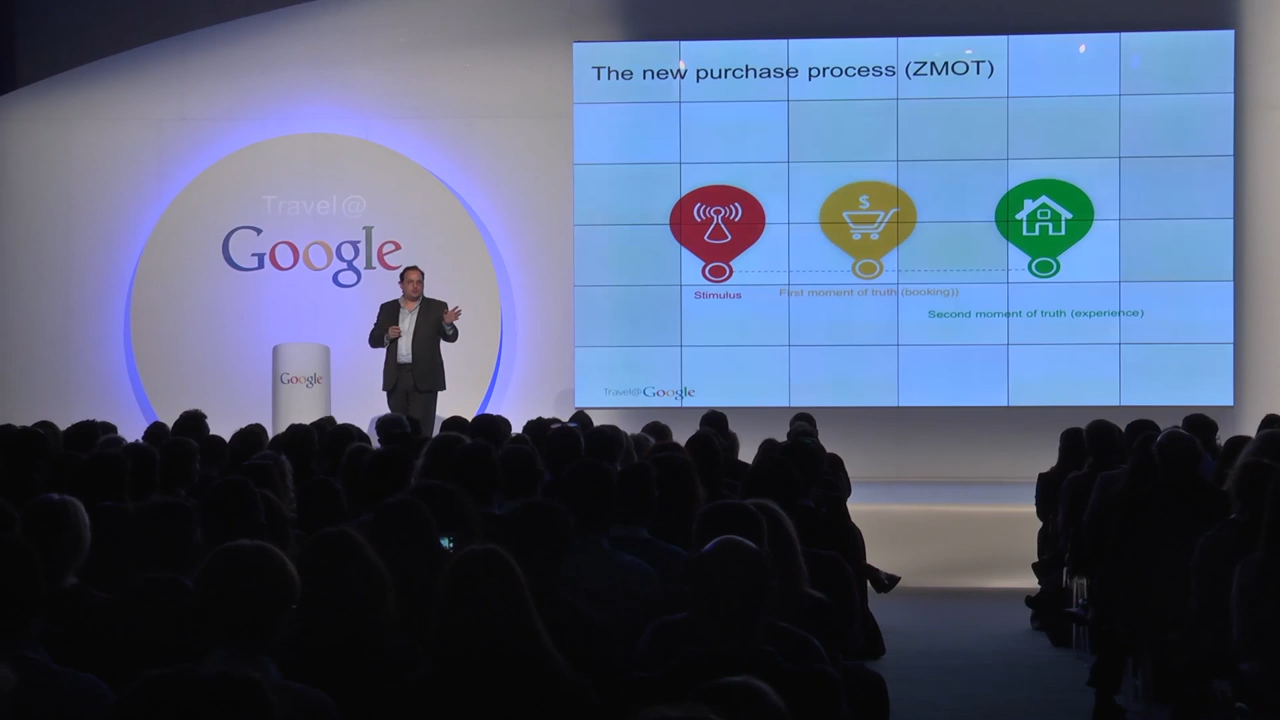 Travel@
Google
Google
The new purchase process (ZMOT)
$
Stimulus
First moment of truth (booking))
Second moment of truth (experience)
Travel@Google